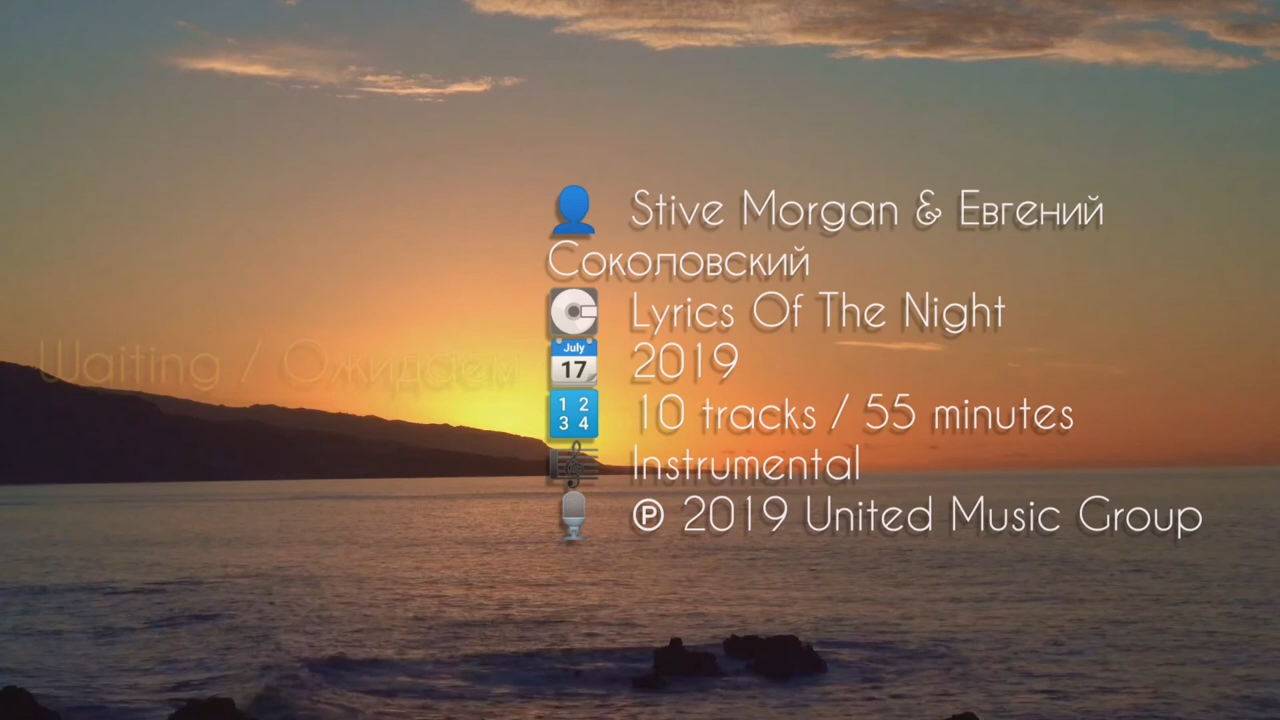 Stive Morgan & Евгений
Соколовский
Lyrics Of The Night
Waiting / Ожидаем
July
2019
17
1 2
10 tracks / 55 minutes
3 4
Instrumental
℗ 2019 United Music Group